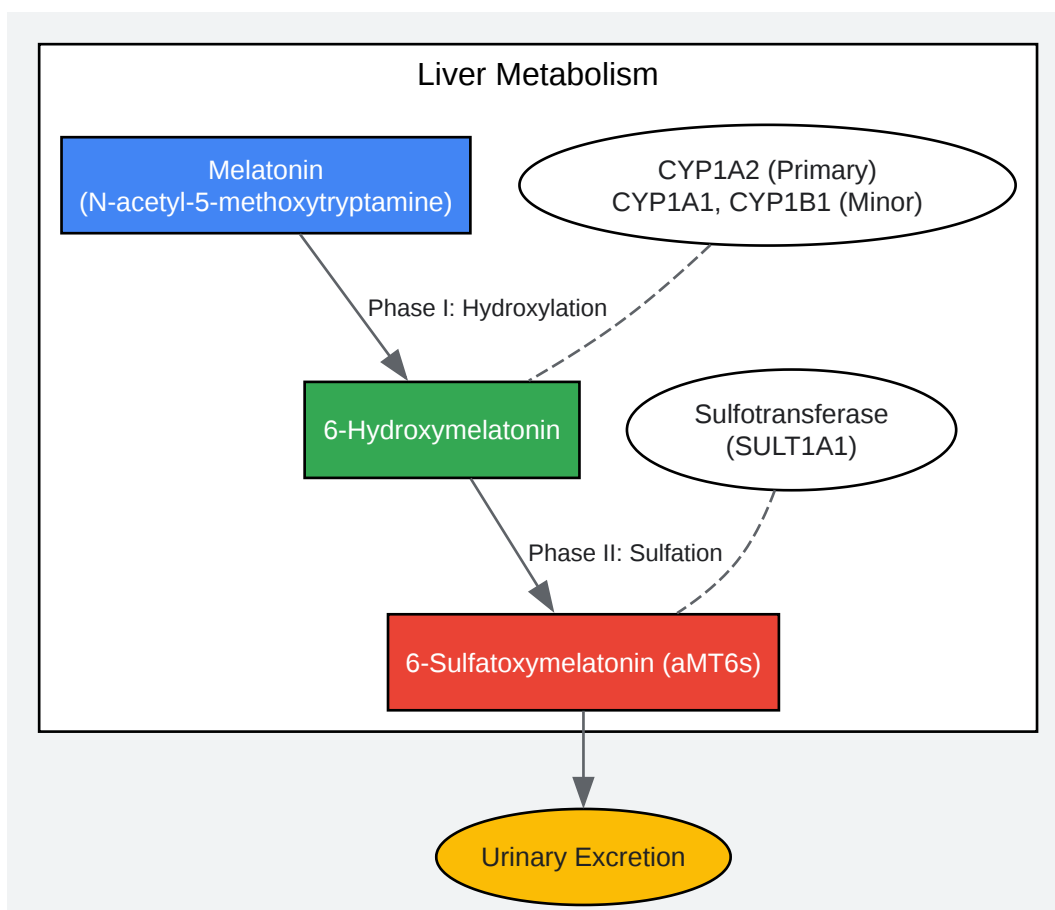 Liver Metabolism
Melatonin
(N-acetyl-5-methoxytryptamine)
CYP1A2 (Primary)
CYP1A1, CYP1B1 (Minor)
Phase I: Hydroxylation
6-Hydroxymelatonin
Sulfotransferase
(SULT1A1)
Phase II: Sulfation
6-Sulfatoxymelatonin (aMT6s)
Urinary Excretion